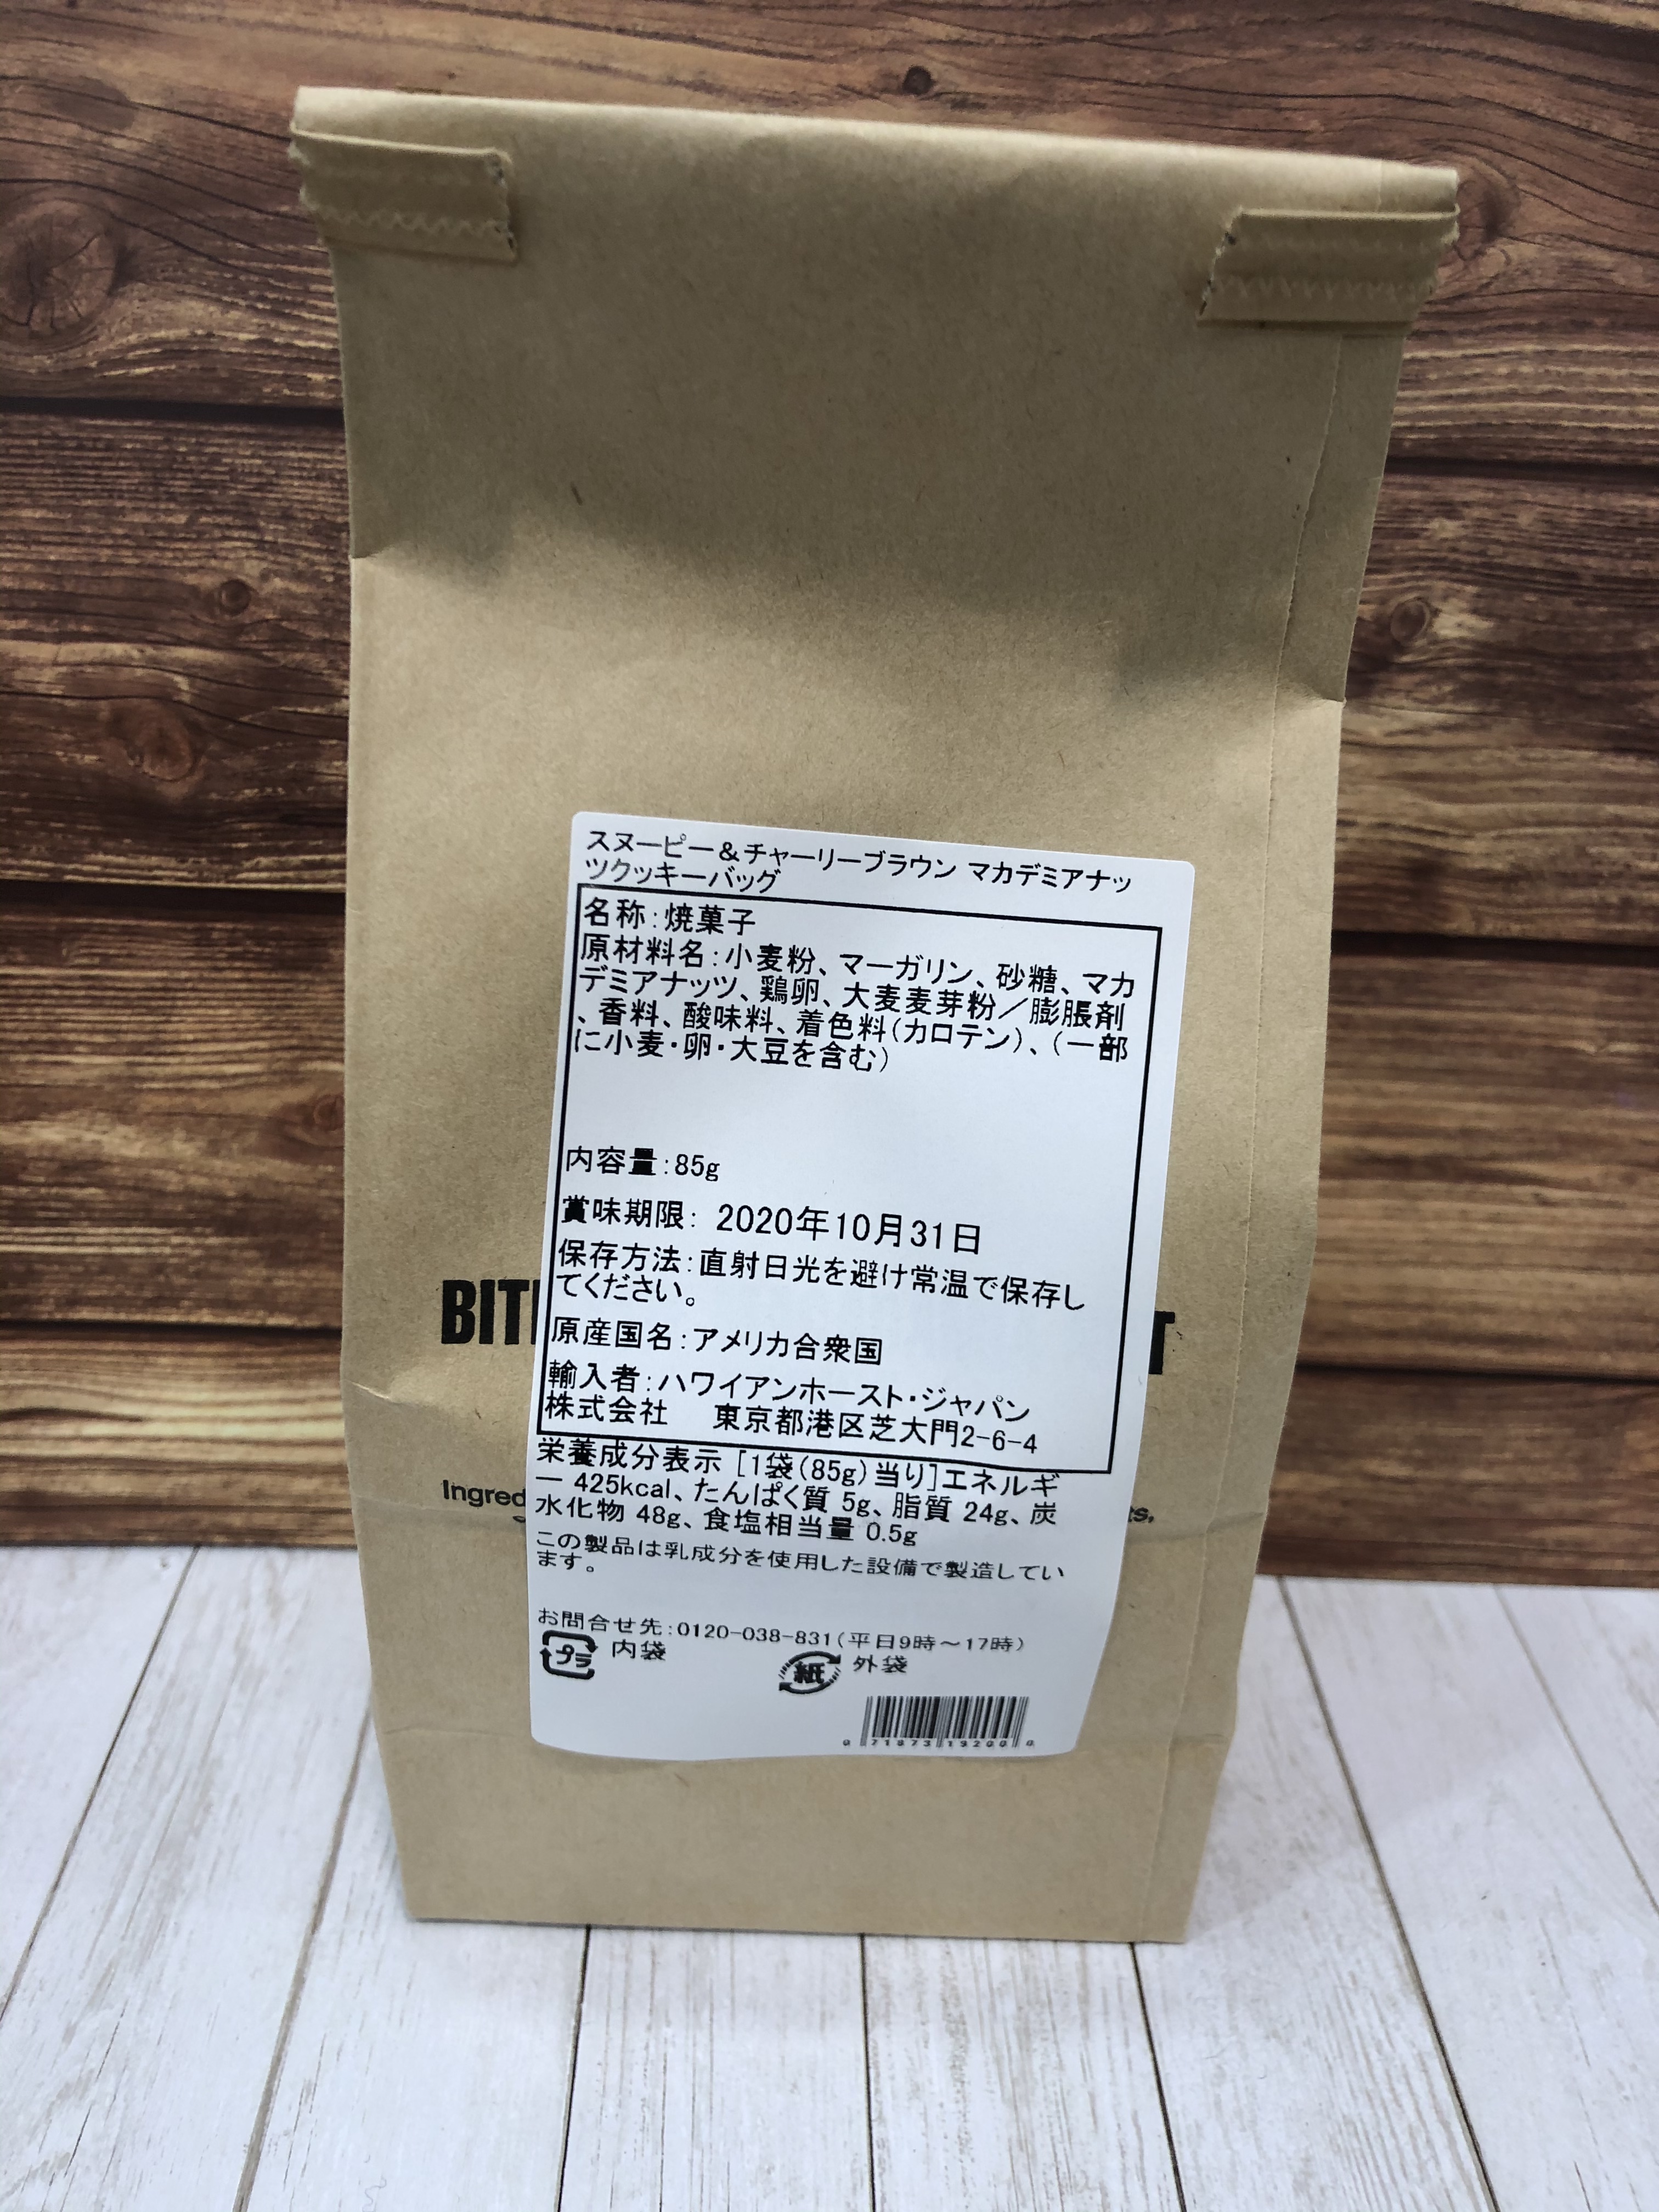 スヌーピー＆チャーリーブラウン マカデミアナッ
ツクッキーバッグ
名称：焼菓子
原材料名：小麦粉、マーガリン、砂糖、マカ
デミアナッツ、鶏卵、大麦麦芽粉／膨脹剤
、香料、酸味料、着色料（カロテン）、（一部
に小麦・卵・大豆を含む）
内容量：85g
賞味期限： 2020年10月31日
保存方法：直射日光を避け常温で保存し
てください。
BIT
T
原産国名：アメリカ合衆国
輸入者：ハワイアンホースト・ジャパン
株式会社 東京都港区芝大門2-6-4
栄養成分表示 [1袋(85g)当り]エネルギ
ー 425kcal、たんぱく質 5g、脂質 24g、炭
水化物 48g、食塩相当量 0.5g
Ingred
この製品は乳成分を使用した設備で製造してい
ます。
お問合せ先：0120-038-831（平日9時～17時）
プラ 内袋 紙 外袋